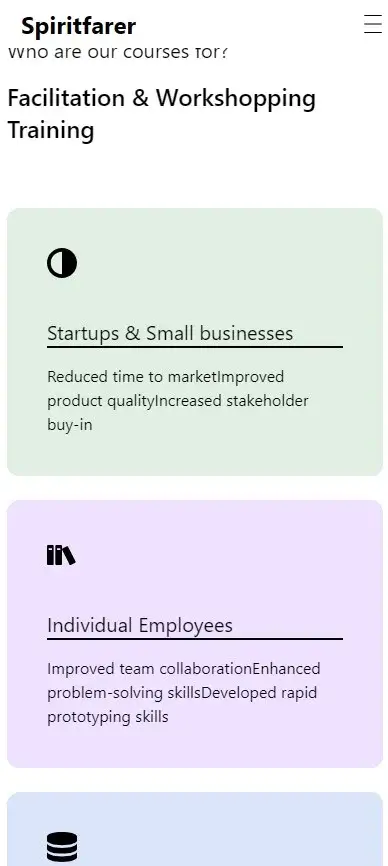 Spiritfarer
Who are our courses for?
Facilitation & Workshopping
Training
Startups & Small businesses
Reduced time to marketImproved
product qualityIncreased stakeholder
buy-in
Individual Employees
Improved team collaborationEnhanced
problem-solving skillsDeveloped rapid
prototyping skills